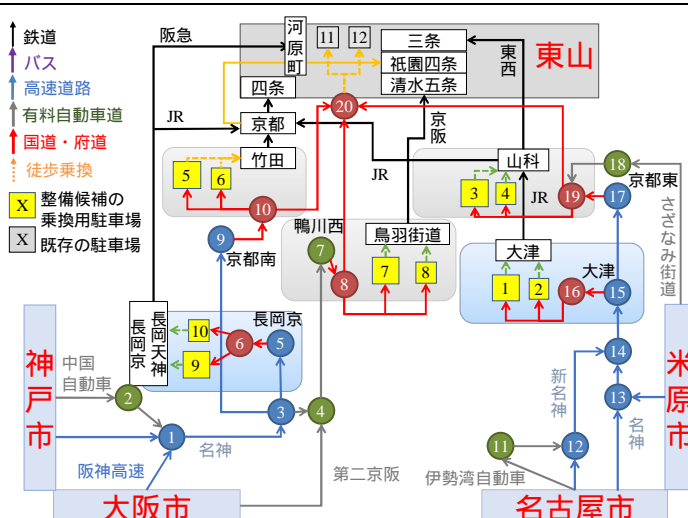 鉄道
バス
高速道路
有料自動車道
国道・府道
徒歩乗換
X
整備候補の
乗換用駐車場
X
既存の駐車場
阪急
河原町
11
12
三条
祇園四条
清水五条
東西
東山
四条
京都
竹田
JR
20
京阪
JR
5
6
10
山科
3
4
JR
19
18
京都東
17
さざなみ街道
9
京都南
鴨川西
7
8
鳥羽街道
7
8
大津
1
2
16
大津
15
長岡京
長岡天神
10
9
6
長岡京
5
神戸市
中国
自動車
2
1
阪神高速
名神
3
4
第二京阪
大阪市
14
新名神
13
名神
12
11
伊勢湾自動車
名古屋市
米原市